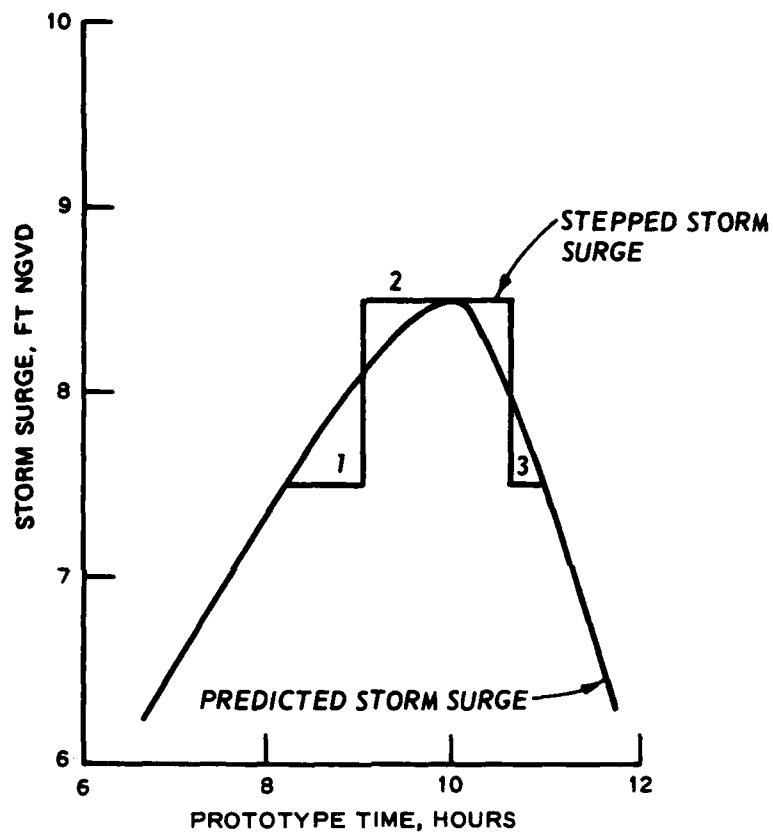 10
9
8
7
6
STORM SURGE, FT NGVD
STEPPED STORM
SURGE
2
1
3
PREDICTED STORM SURGE
6
8
10
12
PROTOTYPE TIME, HOURS